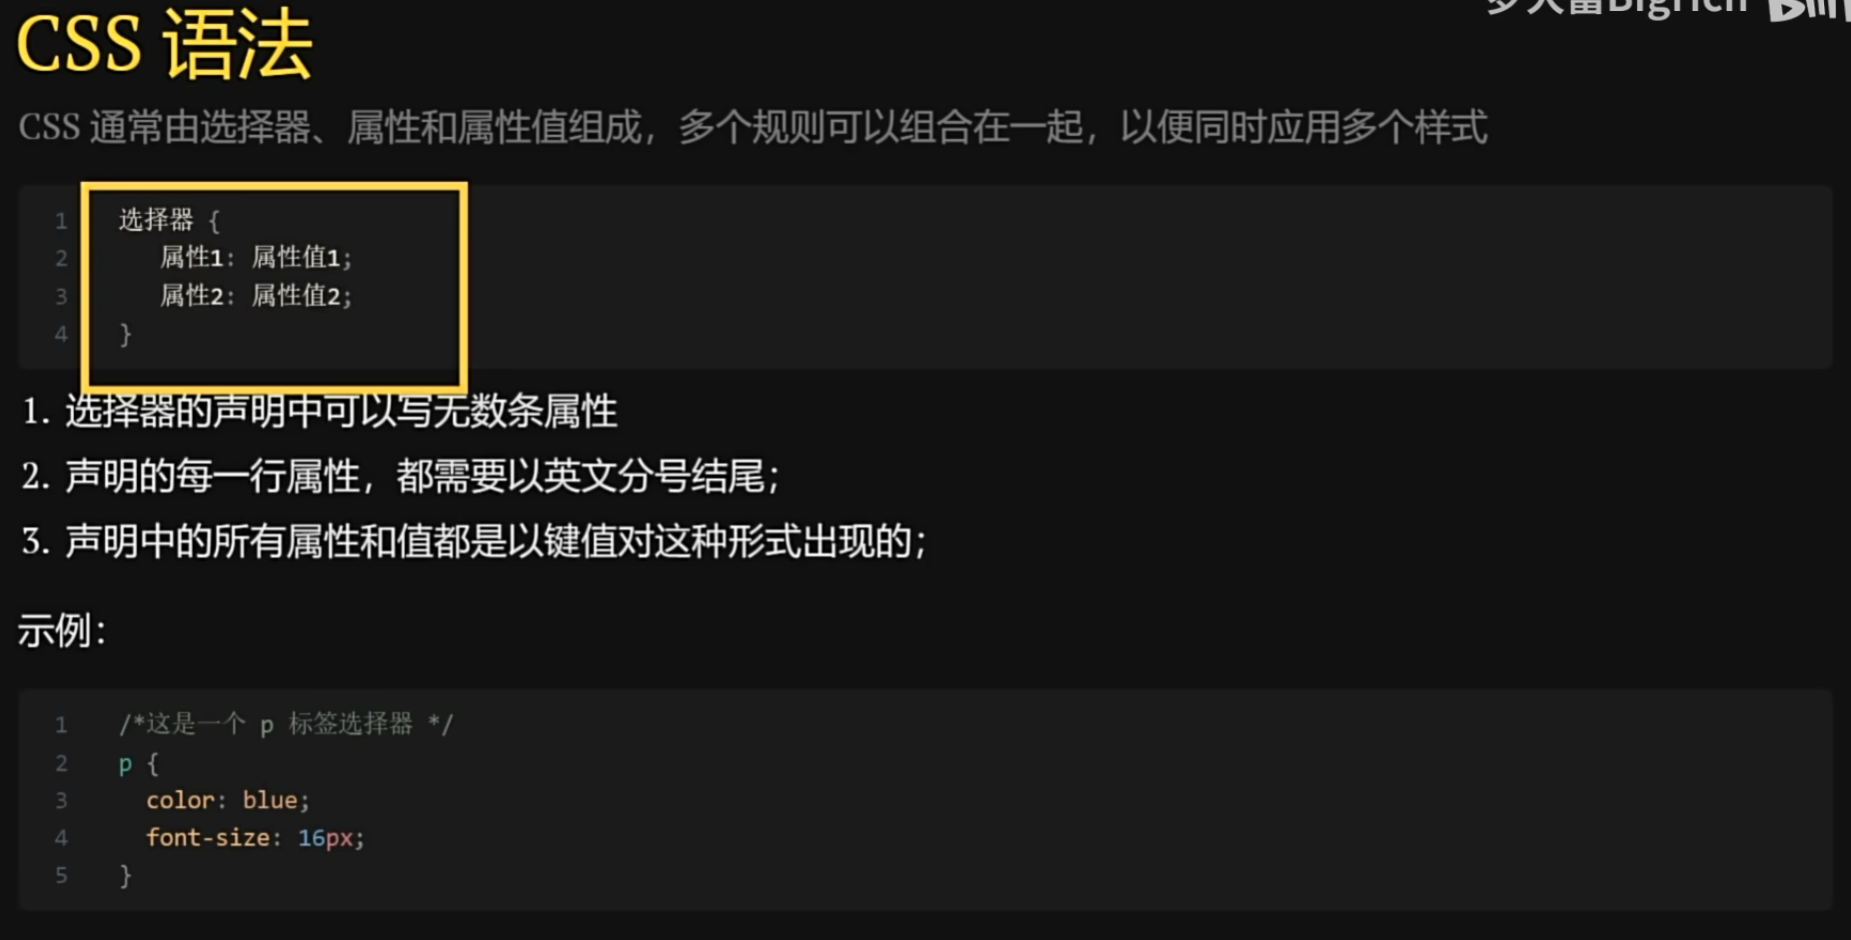 CSS 语法
CSS 通常由选择器、属性和属性值组成，多个规则可以组合在一起，以便同时应用多个样式
1 选择器 {
2 属性1: 属性值1;
3 属性2: 属性值2;
4 }
1. 选择器的声明中可以写无数条属性
2. 声明的每一行属性，都需要以英文分号结尾；
3. 声明中的所有属性和值都是以键值对这种形式出现的；
示例：
1 /*这是一个 p 标签选择器 */
2 p {
3 color: blue;
4 font-size: 16px;
5 }